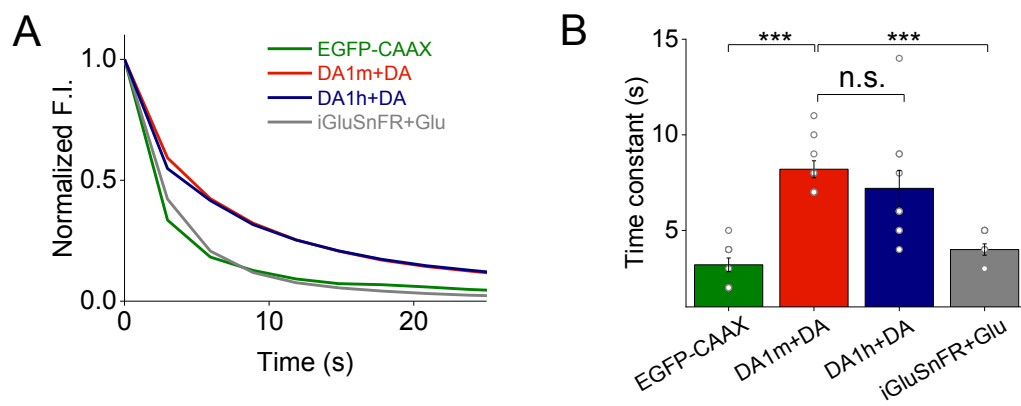 A
Normalized F.I.
1.0
0.5
0.0
0
10
20
Time (s)
EGFP-CAAX
DA1m+DA
DA1h+DA
iGluSnFR+Glu
B
Time constant (s)
15
10
5
***
***
n.s.
EGFP-CAAX
DA1m+DA
DA1h+DA
iGluSnFR+Glu